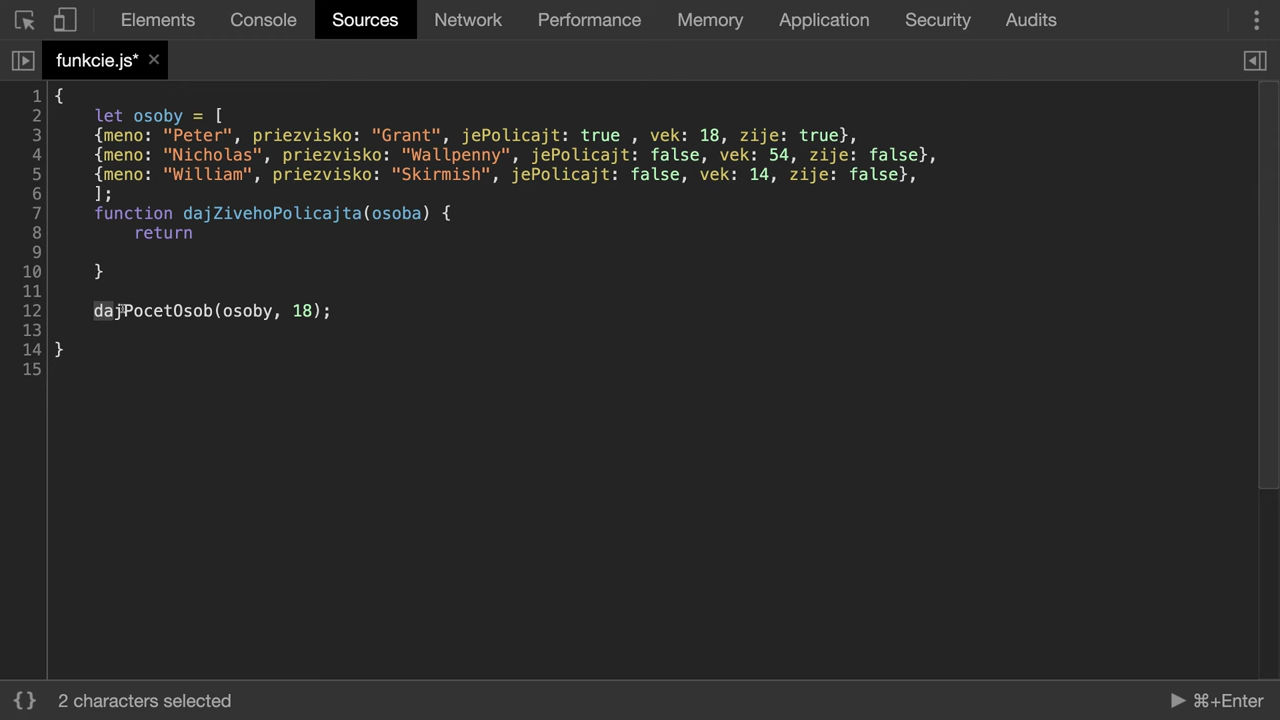 Elements Console Sources Network Performance Memory Application Security Audits
funkcie.js* ×
1 {
2 let osoby = [
3 {meno: "Peter", priezvisko: "Grant", jePolicajt: true , vek: 18, zije: true},
4 {meno: "Nicholas", priezvisko: "Wallpenny", jePolicajt: false, vek: 54, zije: false},
5 {meno: "William", priezvisko: "Skirmish", jePolicajt: false, vek: 14, zije: false},
6 ];
7 function dajZivehoPolicajta(osoba) {
8 return
9
10 }
11
12 dajPocetOsob(osoby, 18);
13
14 }
15
{} 2 characters selected ▶ ⌘+Enter